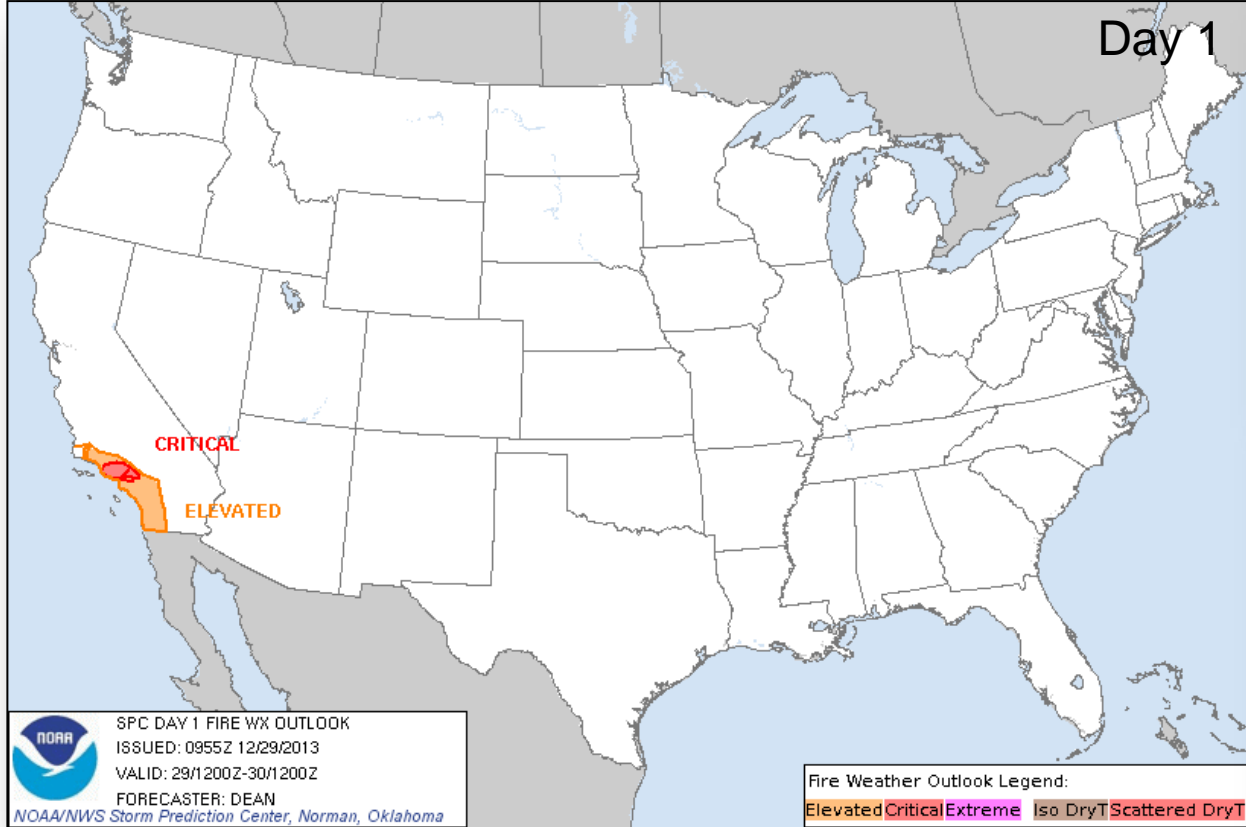 Day 1
CRITICAL
ELEVATED
NOAA
SPC DAY 1 FIRE WX OUTLOOK
ISSUED: 0955Z 12/29/2013
VALID: 29/1200Z-30/1200Z
FORECASTER: DEAN
NOAA/NWS Storm Prediction Center, Norman, Oklahoma
Fire Weather Outlook Legend:
Elevated Critical Extreme Iso DryT Scattered DryT